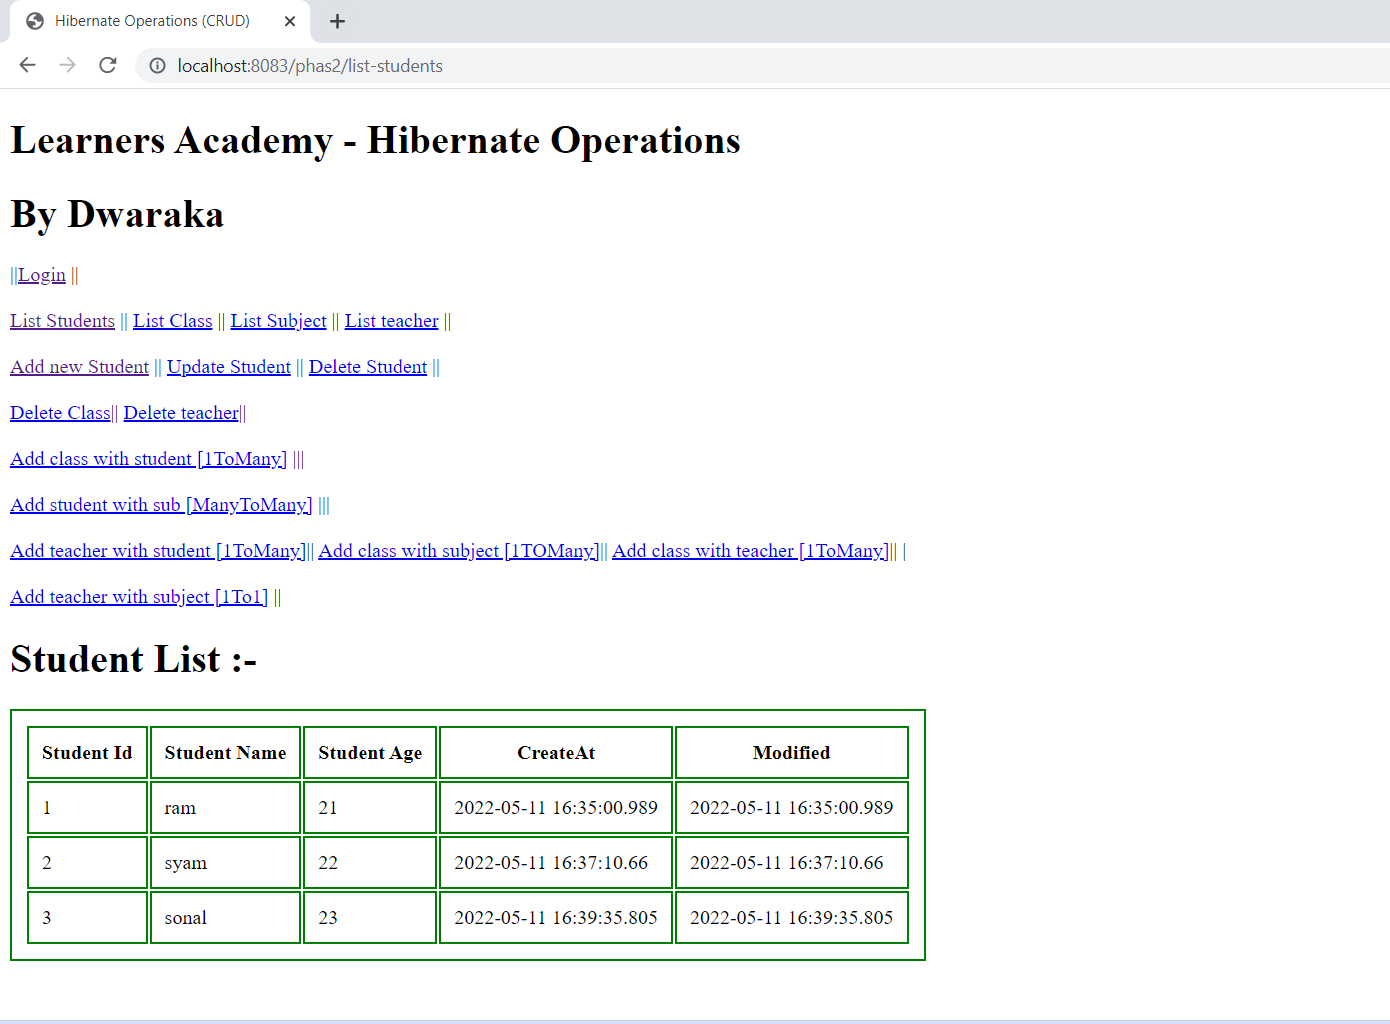 Hibernate Operations (CRUD)
localhost:8083/phas2/list-students
Learners Academy - Hibernate Operations
By Dwaraka
||Login ||
List Students || List Class || List Subject || List teacher ||
Add new Student || Update Student || Delete Student ||
Delete Class|| Delete teacher||
Add class with student [1ToMany] |||
Add student with sub [ManyToMany] |||
Add teacher with student [1ToMany]|| Add class with subject [1TOMany]|| Add class with teacher [1ToMany]|| |
Add teacher with subject [1To1] ||
Student List :-
Student Id Student Name Student Age CreateAt Modified
1 ram 21 2022-05-11 16:35:00.989 2022-05-11 16:35:00.989
2 syam 22 2022-05-11 16:37:10.66 2022-05-11 16:37:10.66
3 sonal 23 2022-05-11 16:39:35.805 2022-05-11 16:39:35.805